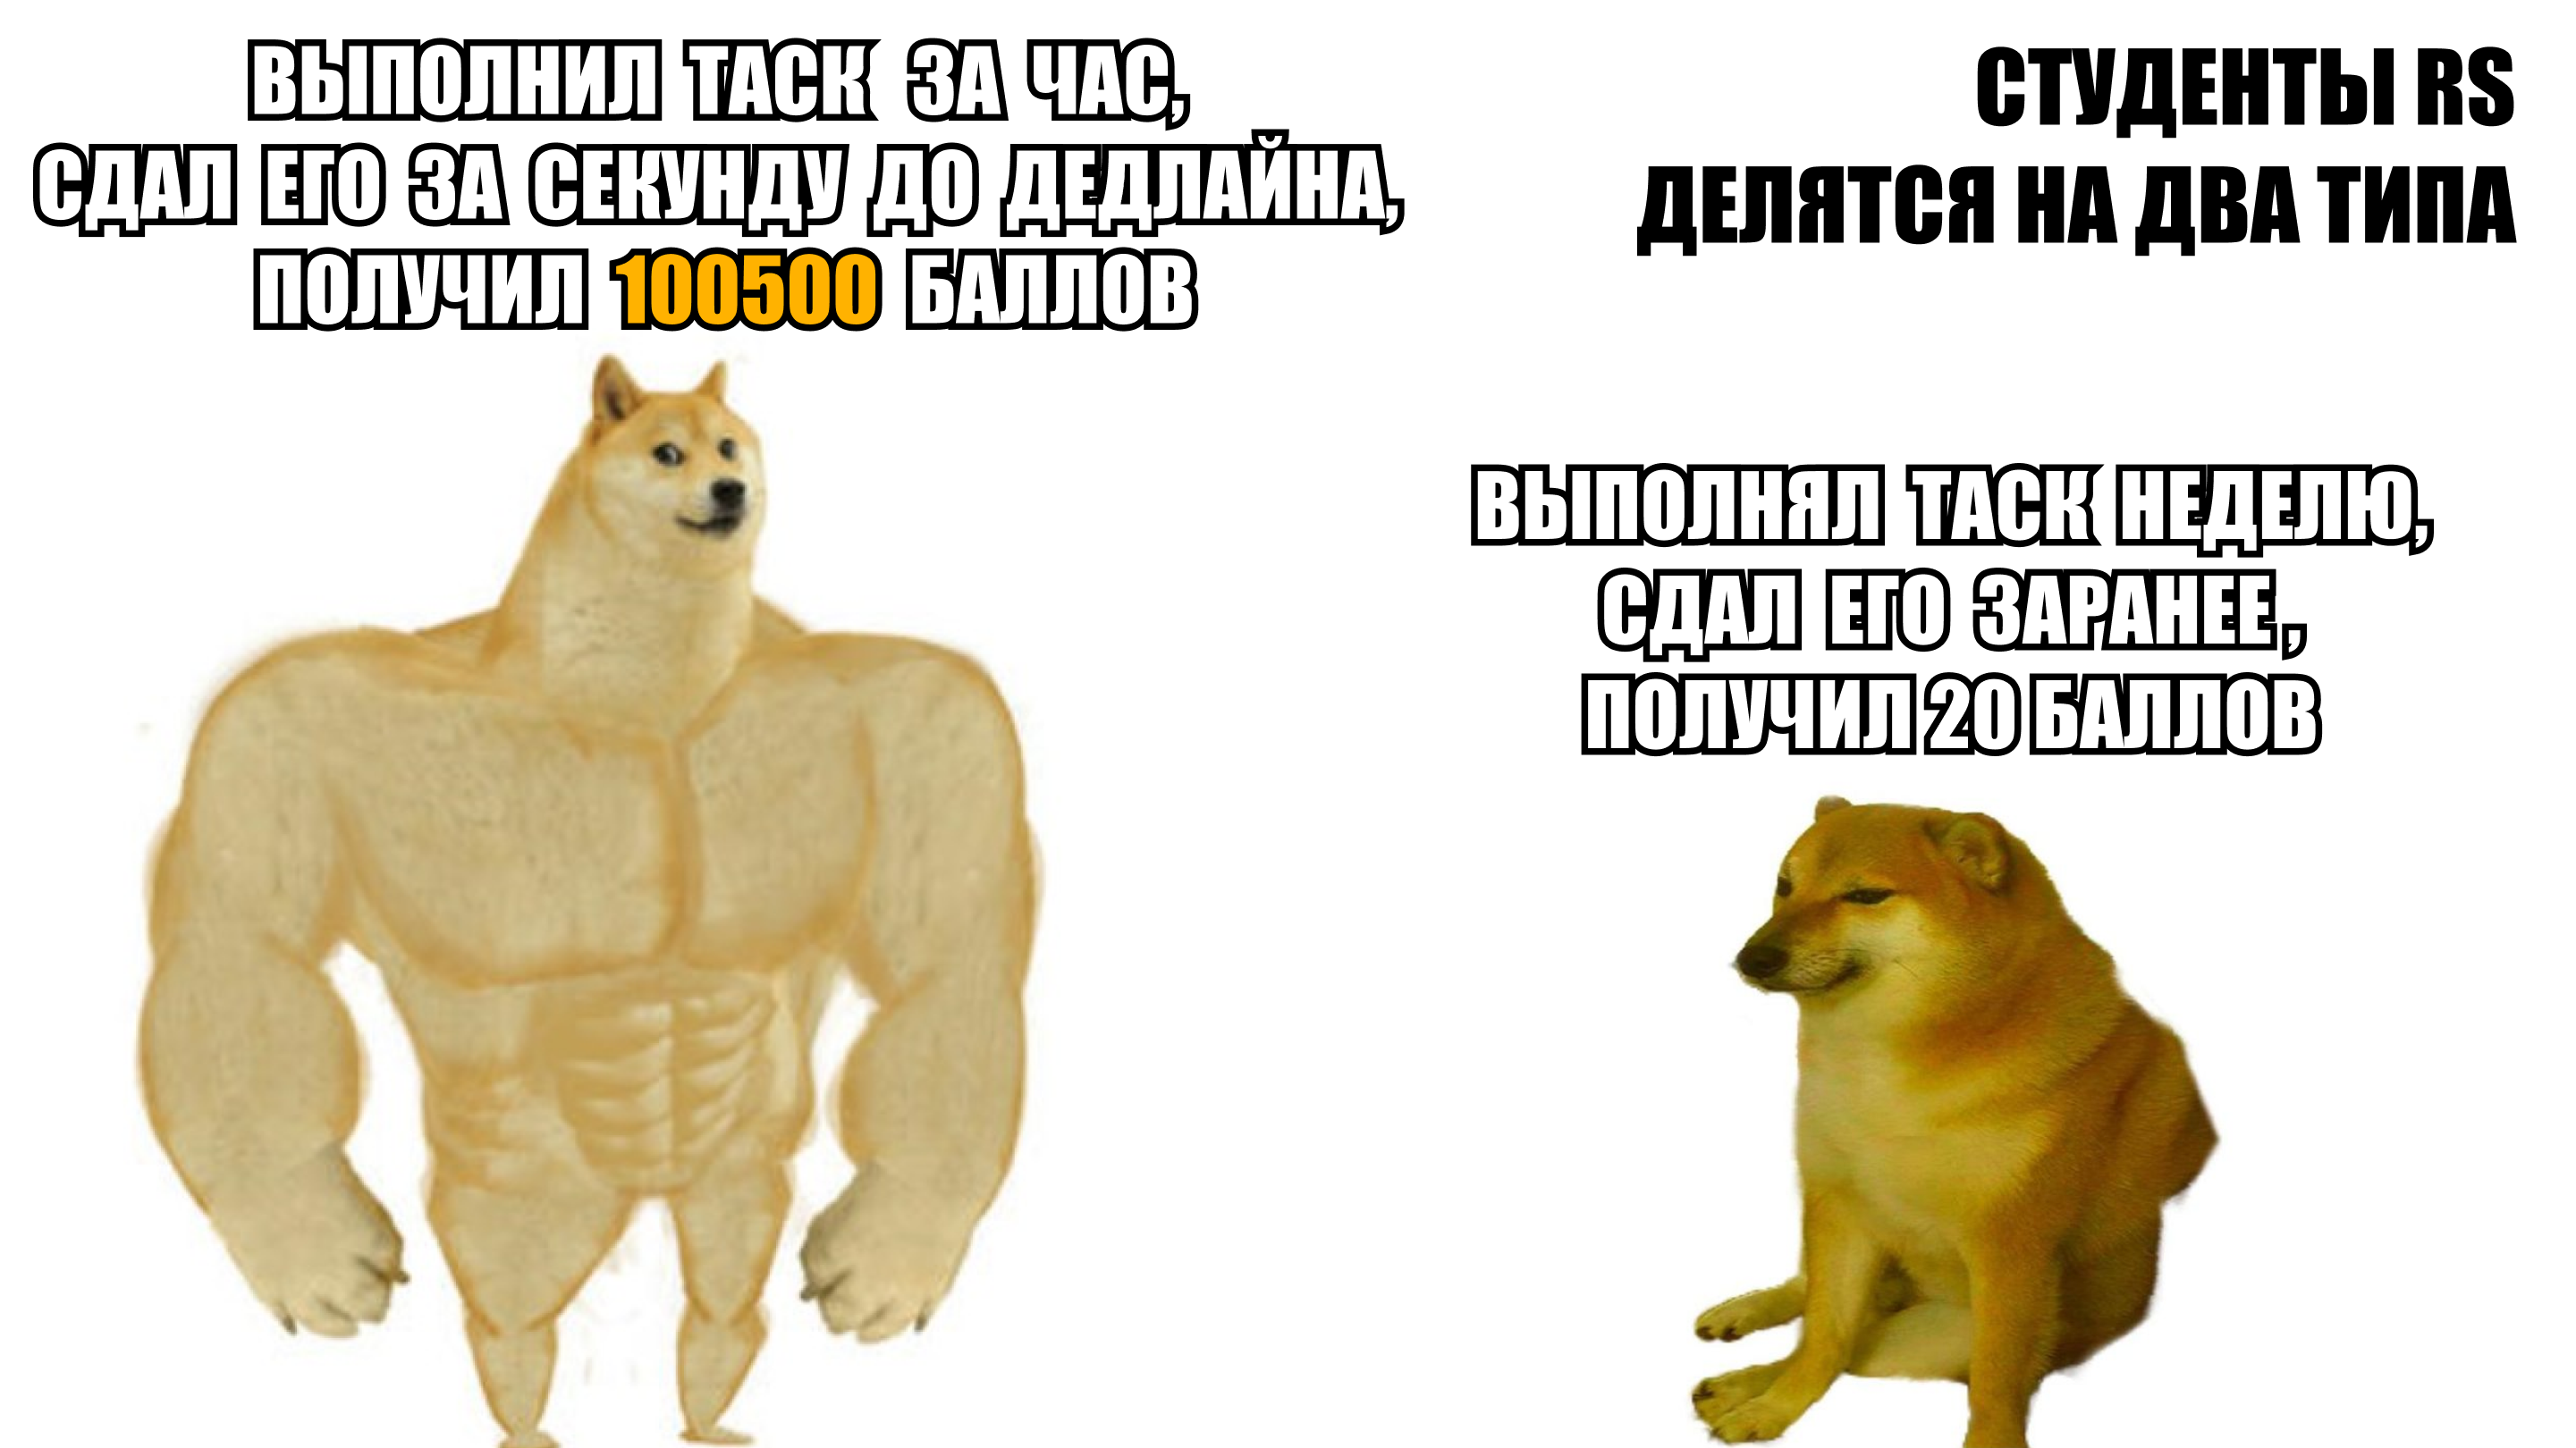 ВЫПОЛНИЛ ТАСК ЗА ЧАС,
СДАЛ ЕГО ЗА СЕКУНДУ ДО ДЕДЛАЙНА,
ПОЛУЧИЛ 100500 БАЛЛОВ
СТУДЕНТЫ RS
ДЕЛЯТСЯ НА ДВА ТИПА
ВЫПОЛНЯЛ ТАСК НЕДЕЛЮ,
СДАЛ ЕГО ЗАРАНЕЕ,
ПОЛУЧИЛ 20 БАЛЛОВ